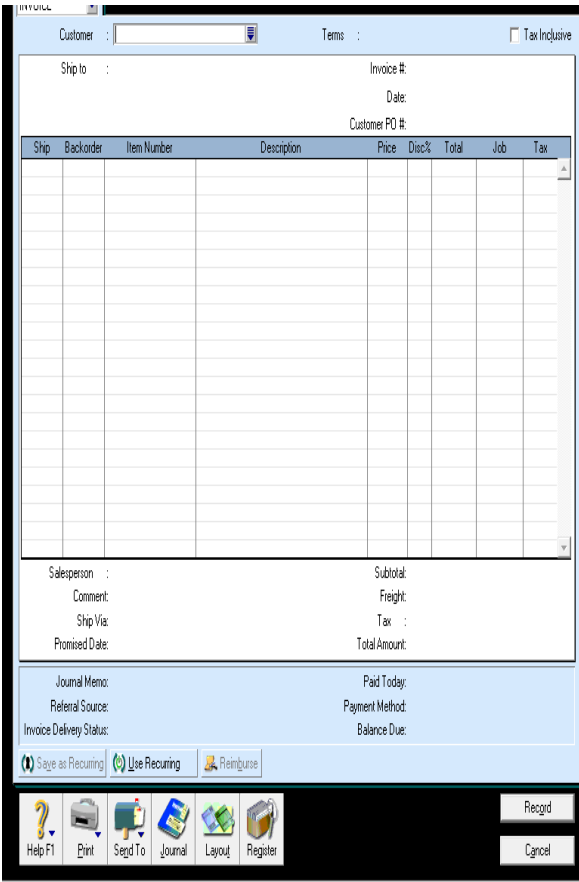 INVOICE
Customer : Terms : Tax Inclusive
Ship to : Invoice #:
Date:
Customer PO #:
Ship Backorder Item Number Description Price Disc% Total Job Tax
Salesperson : Subtotal:
Comment: Freight:
Ship Via: Tax :
Promised Date: Total Amount:
Journal Memo: Paid Today:
Referral Source: Payment Method:
Invoice Delivery Status: Balance Due:
Save as Recurring Use Recurring Reimburse
Record
Help F1 Print Send To Journal Layout Register
Cancel